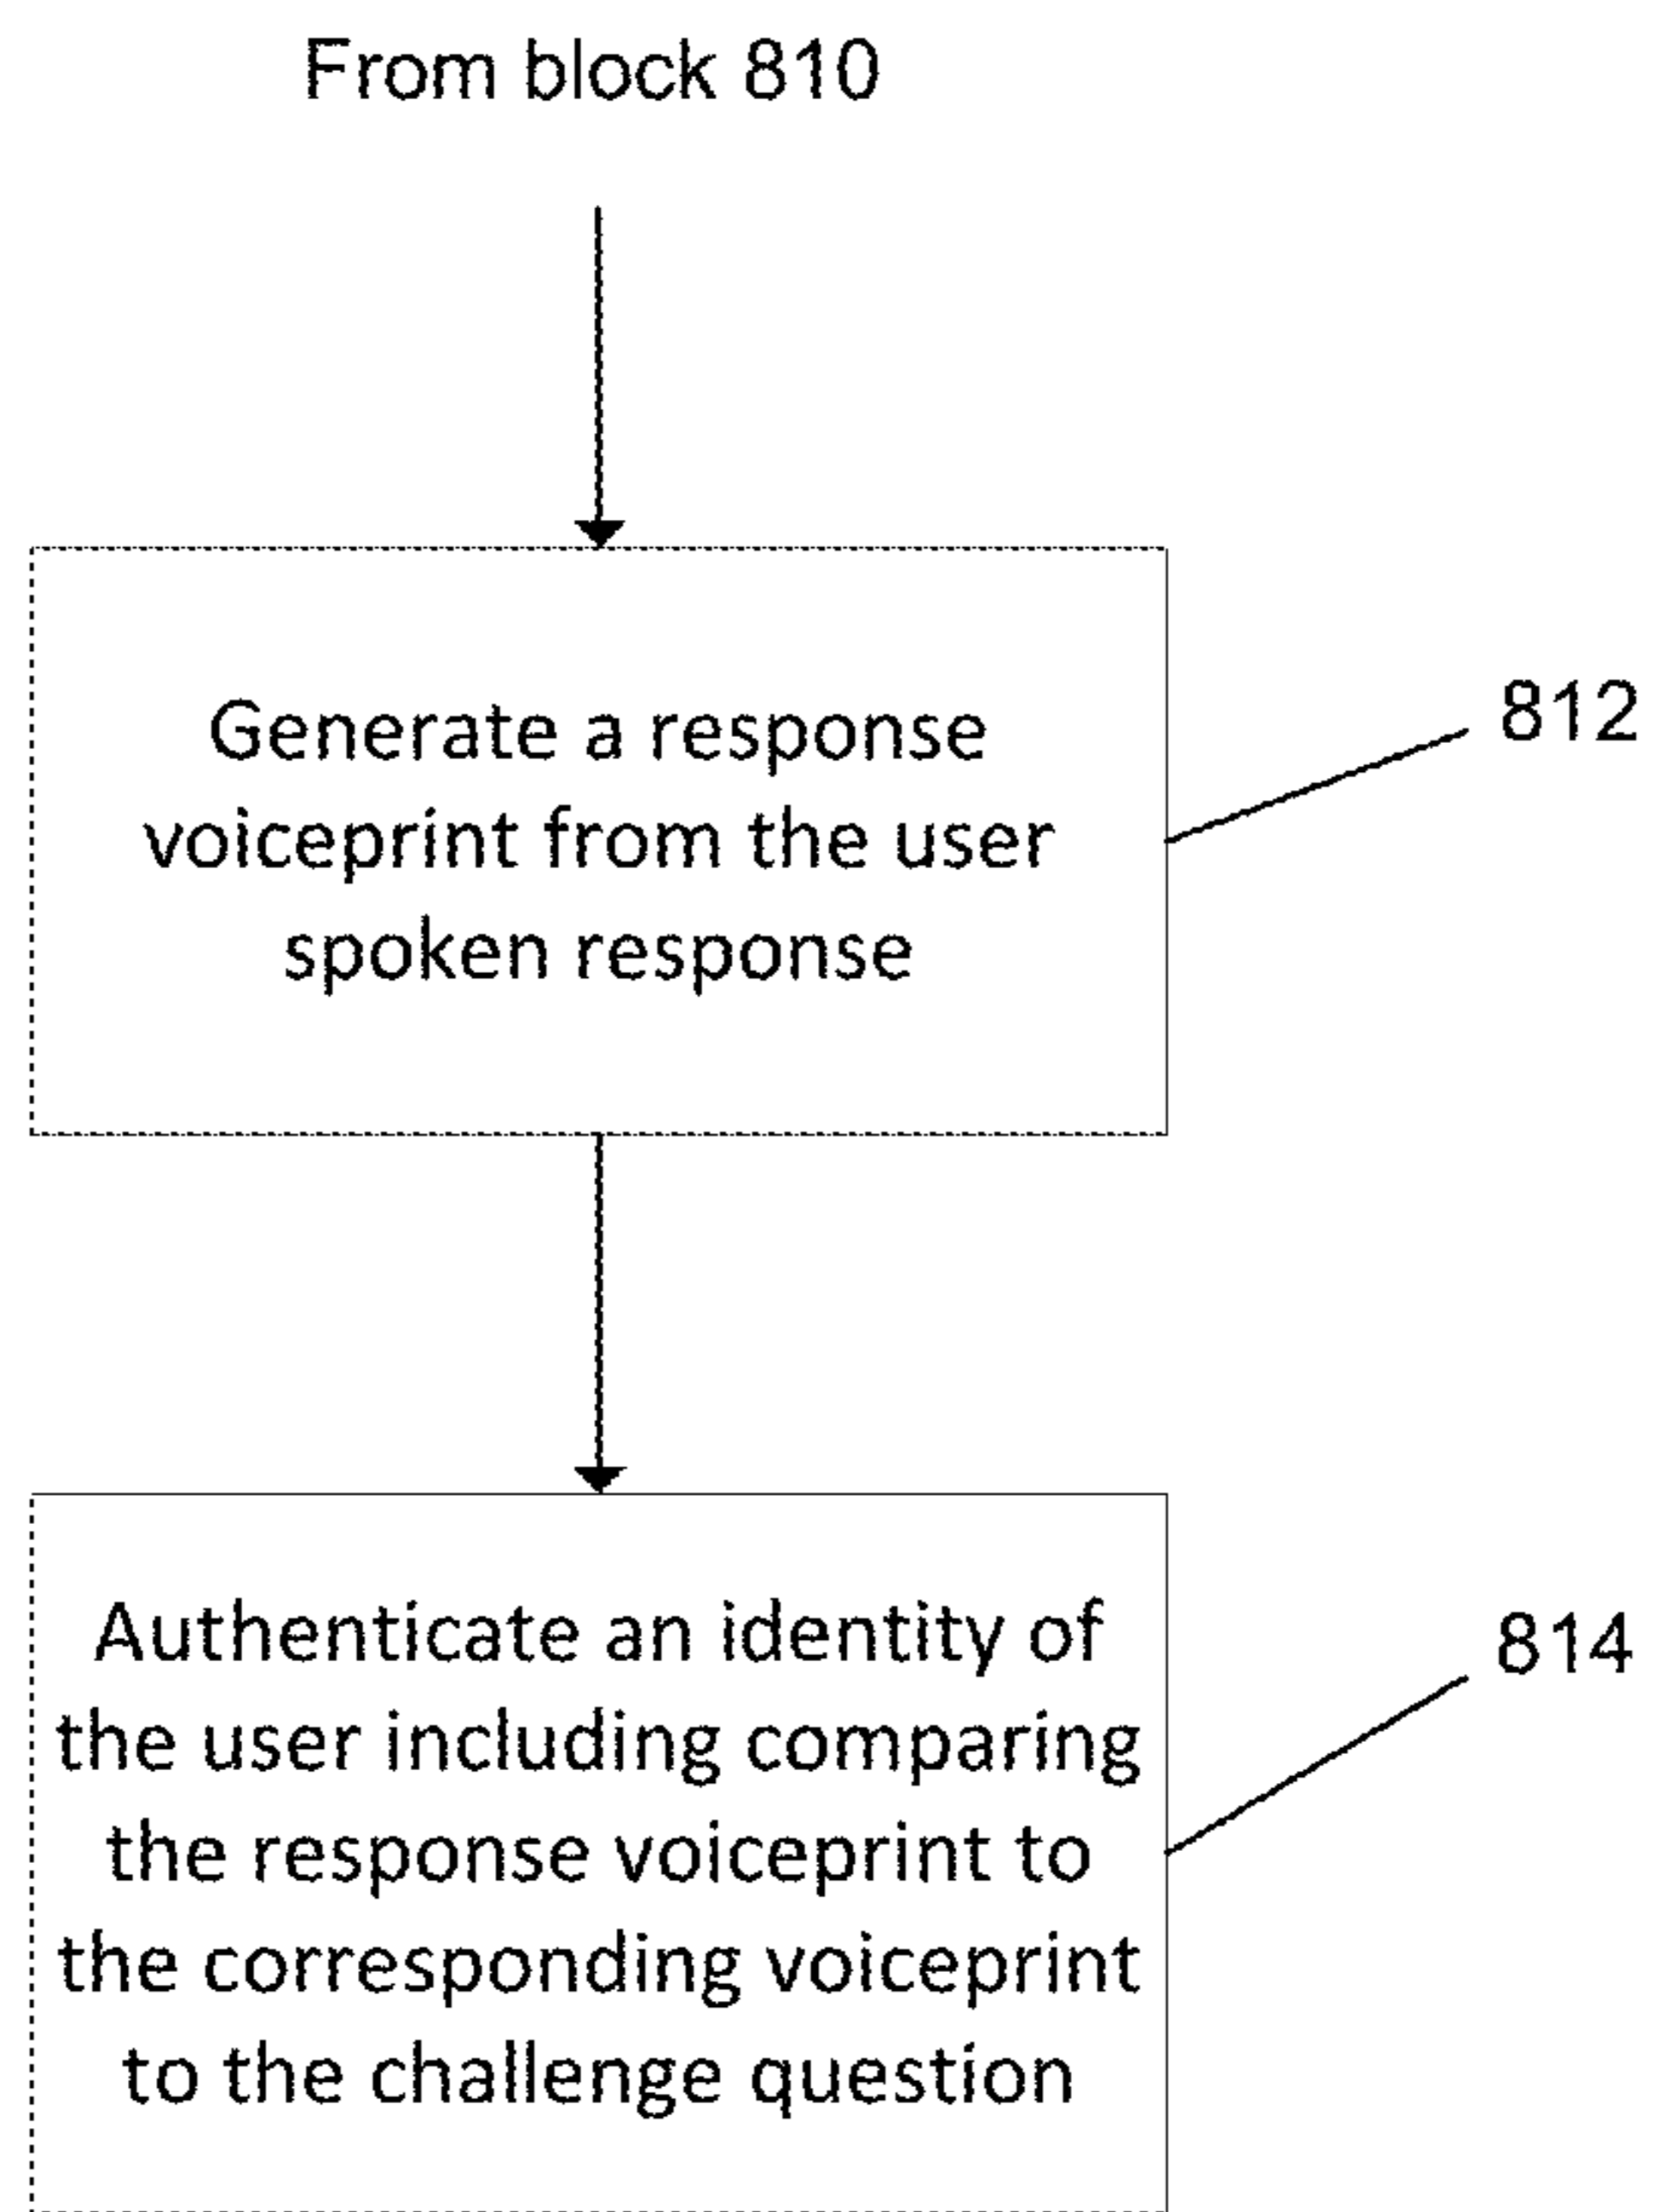 From block 810
Generate a response
voiceprint from the user
spoken response
812
Authenticate an identity of
the user including comparing
the response voiceprint to
the corresponding voiceprint
to the challenge question
814